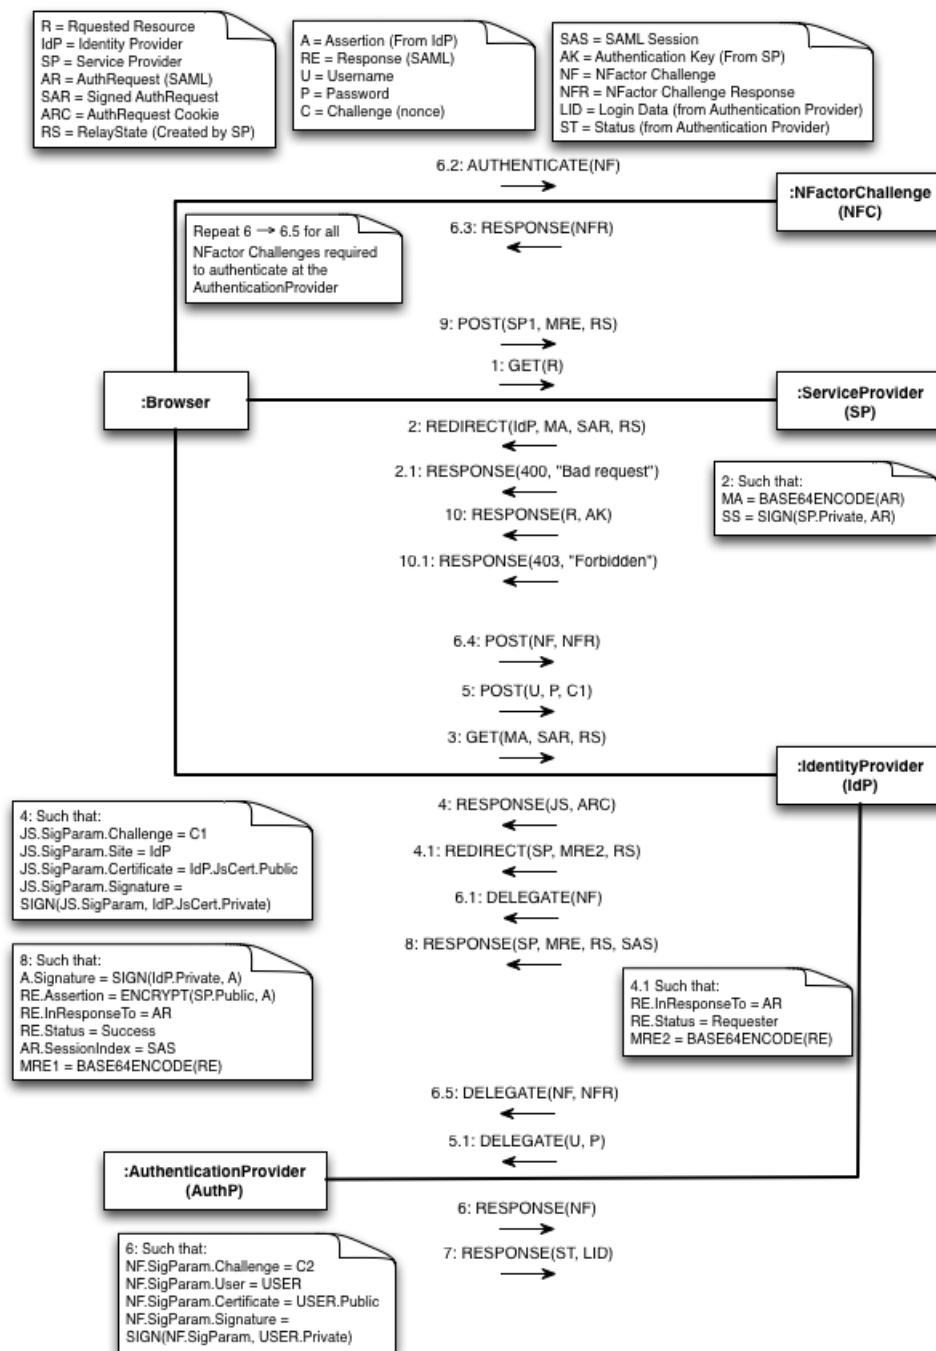 R = Rquested Resource
IdP = Identity Provider
SP = Service Provider
AR = AuthRequest (SAML)
SAR = Signed AuthRequest
ARC = AuthRequest Cookie
RS = RelayState (Created by SP)
A = Assertion (From IdP)
RE = Response (SAML)
U = Username
P = Password
C = Challenge (nonce)
SAS = SAML Session
AK = Authentication Key (From SP)
NF = NFactor Challenge
NFR = NFactor Challenge Response
LID = Login Data (from Authentication Provider)
ST = Status (from Authentication Provider)
6.2: AUTHENTICATE(NF)
:NFactorChallenge
(NFC)
Repeat 6 → 6.5 for all
NFactor Challenges required
to authenticate at the
AuthenticationProvider
6.3: RESPONSE(NFR)
9: POST(SP1, MRE, RS)
1: GET(R)
:Browser
:ServiceProvider
(SP)
2: REDIRECT(IdP, MA, SAR, RS)
2.1: RESPONSE(400, "Bad request")
10: RESPONSE(R, AK)
10.1: RESPONSE(403, "Forbidden")
2: Such that:
MA = BASE64ENCODE(AR)
SS = SIGN(SP.Private, AR)
6.4: POST(NF, NFR)
5: POST(U, P, C1)
3: GET(MA, SAR, RS)
:IdentityProvider
(IdP)
4: Such that:
JS.SigParam.Challenge = C1
JS.SigParam.Site = IdP
JS.SigParam.Certificate = IdP.JsCert.Public
JS.SigParam.Signature =
SIGN(JS.SigParam, IdP.JsCert.Private)
4: RESPONSE(JS, ARC)
4.1: REDIRECT(SP, MRE2, RS)
6.1: DELEGATE(NF)
8: RESPONSE(SP, MRE, RS, SAS)
8: Such that:
A.Signature = SIGN(IdP.Private, A)
RE.Assertion = ENCRYPT(SP.Public, A)
RE.InResponseTo = AR
RE.Status = Success
AR.SessionIndex = SAS
MRE1 = BASE64ENCODE(RE)
4.1 Such that:
RE.InResponseTo = AR
RE.Status = Requester
MRE2 = BASE64ENCODE(RE)
6.5: DELEGATE(NF, NFR)
5.1: DELEGATE(U, P)
:AuthenticationProvider
(AuthP)
6: RESPONSE(NF)
7: RESPONSE(ST, LID)
6: Such that:
NF.SigParam.Challenge = C2
NF.SigParam.User = USER
NF.SigParam.Certificate = USER.Public
NF.SigParam.Signature =
SIGN(NF.SigParam, USER.Private)